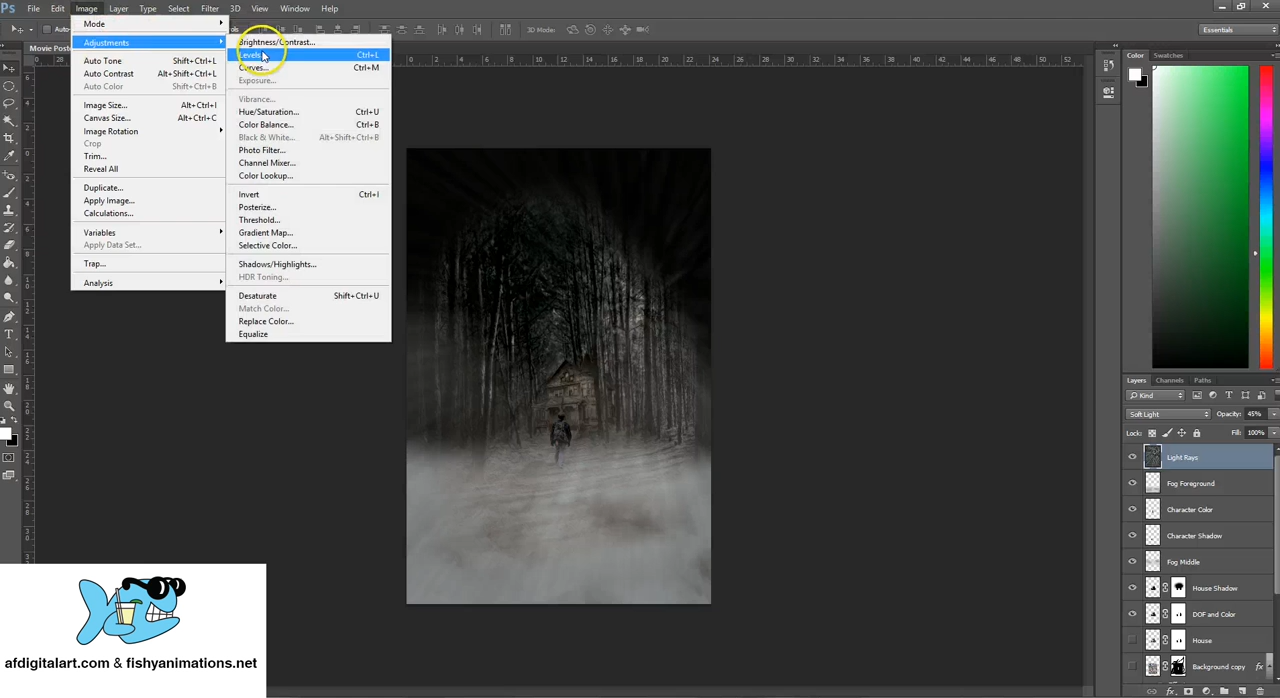 Ps File Edit Image Layer Type Select Filter 3D View Window Help
3D Mode:
Essentials
Movie Post
Mode
Adjustments
Auto Tone Shift+Ctrl+L
Auto Contrast Alt+Shift+Ctrl+L
Auto Color Shift+Ctrl+B
Image Size... Alt+Ctrl+I
Canvas Size... Alt+Ctrl+C
Image Rotation
Crop
Trim...
Reveal All
Duplicate...
Apply Image...
Calculations...
Variables
Apply Data Set...
Trap...
Analysis
Brightness/Contrast...
Levels... Ctrl+L
Curves... Ctrl+M
Exposure...
Vibrance...
Hue/Saturation... Ctrl+U
Color Balance... Ctrl+B
Black & White... Alt+Shift+Ctrl+B
Photo Filter...
Channel Mixer...
Color Lookup...
Invert Ctrl+I
Posterize...
Threshold...
Gradient Map...
Selective Color...
Shadows/Highlights...
HDR Toning...
Desaturate Shift+Ctrl+U
Match Color...
Replace Color...
Equalize
Color Swatches
Layers Channels Paths
Kind
Soft Light Opacity: 45%
Lock: Fill: 100%
Light Rays
Fog Foreground
Character Color
Character Shadow
Fog Middle
House Shadow
DOF and Color
House
Background copy fx
afdigitalart.com & fishyanimations.net